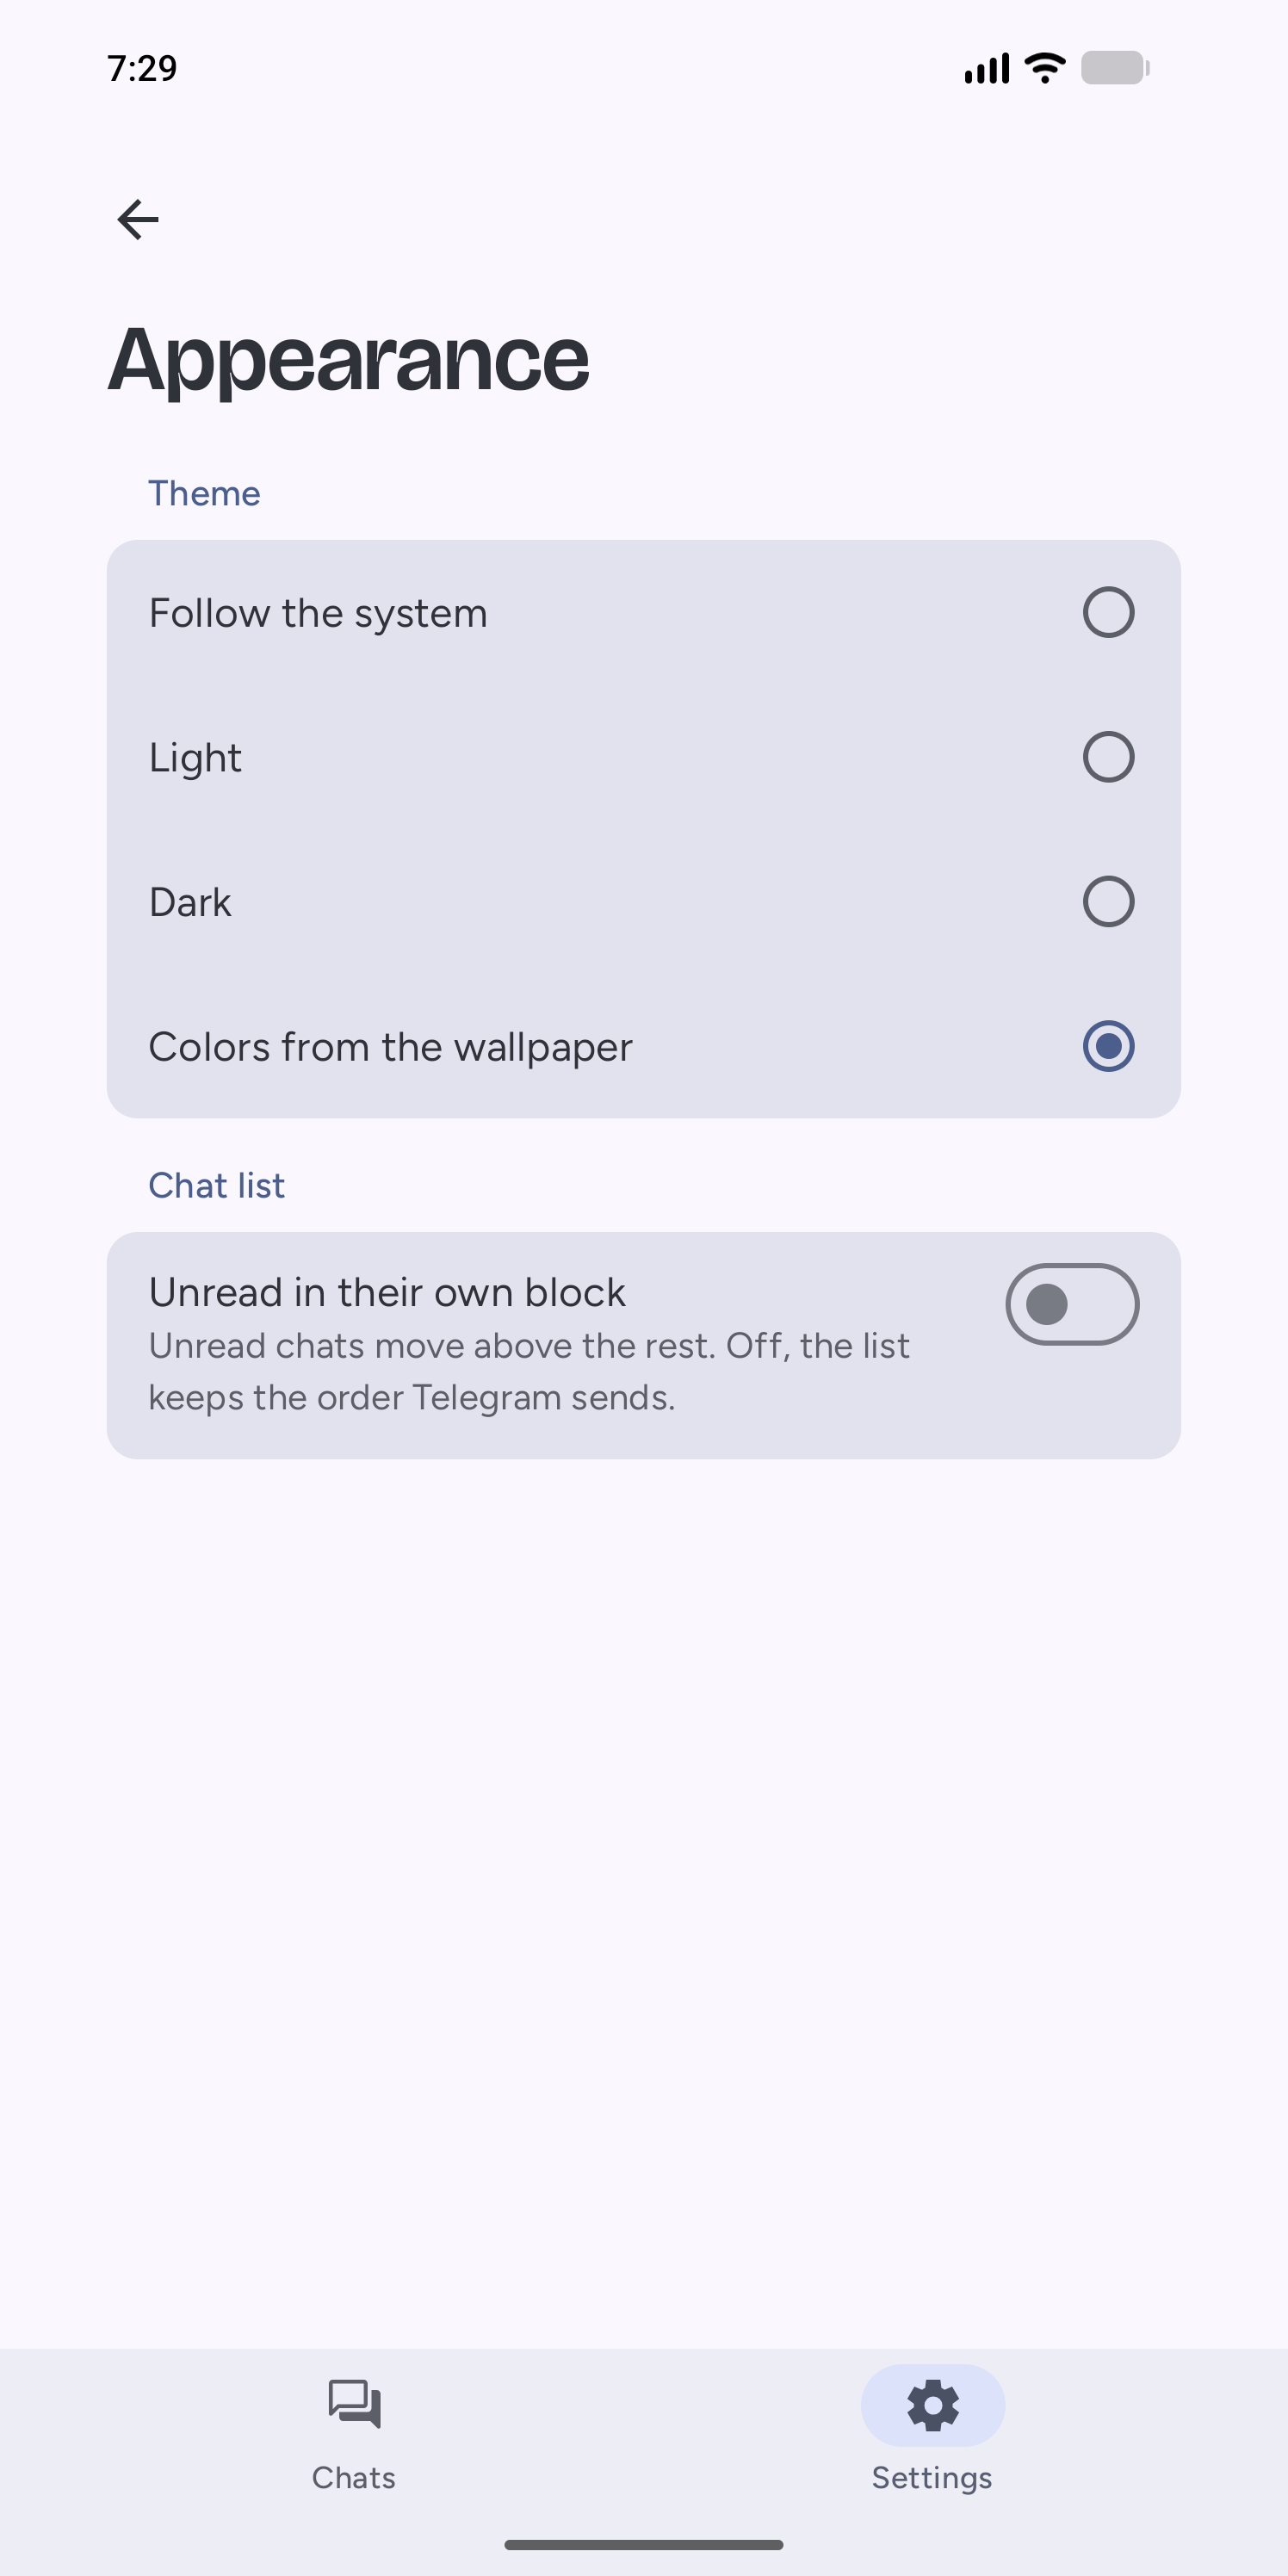 7:29
Appearance
Theme
Follow the system
Light
Dark
Colors from the wallpaper
Chat list
Unread in their own block
Unread chats move above the rest. Off, the list
keeps the order Telegram sends.
Chats
Settings